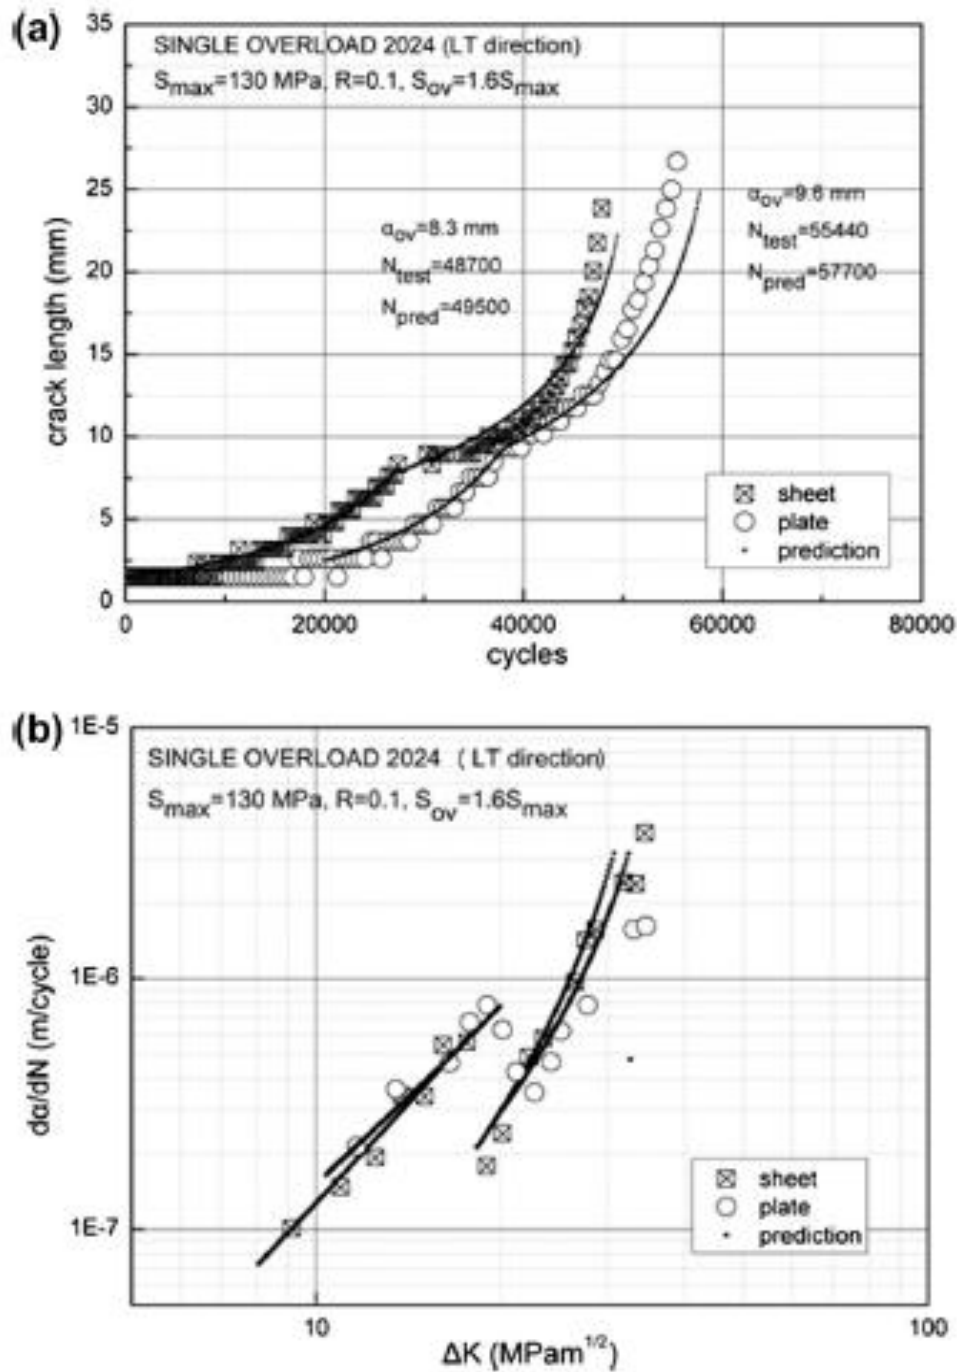 (a)
SINGLE OVERLOAD 2024 (LT direction)
Smax=130 MPa, R=0.1, Sov=1.6Smax
35
30
25
20
15
10
5
0
crack length (mm)
αov=8.3 mm
Ntest=48700
Npred=49500
αov=9.6 mm
Ntest=55440
Npred=57700
sheet
plate
prediction
0 20000 40000 60000 80000
cycles
(b)
1E-5
SINGLE OVERLOAD 2024 ( LT direction)
Smax=130 MPa, R=0.1, Sov=1.6Smax
1E-6
1E-7
dα/dN (m/cycle)
sheet
plate
prediction
10 100
ΔK (MPam1/2)